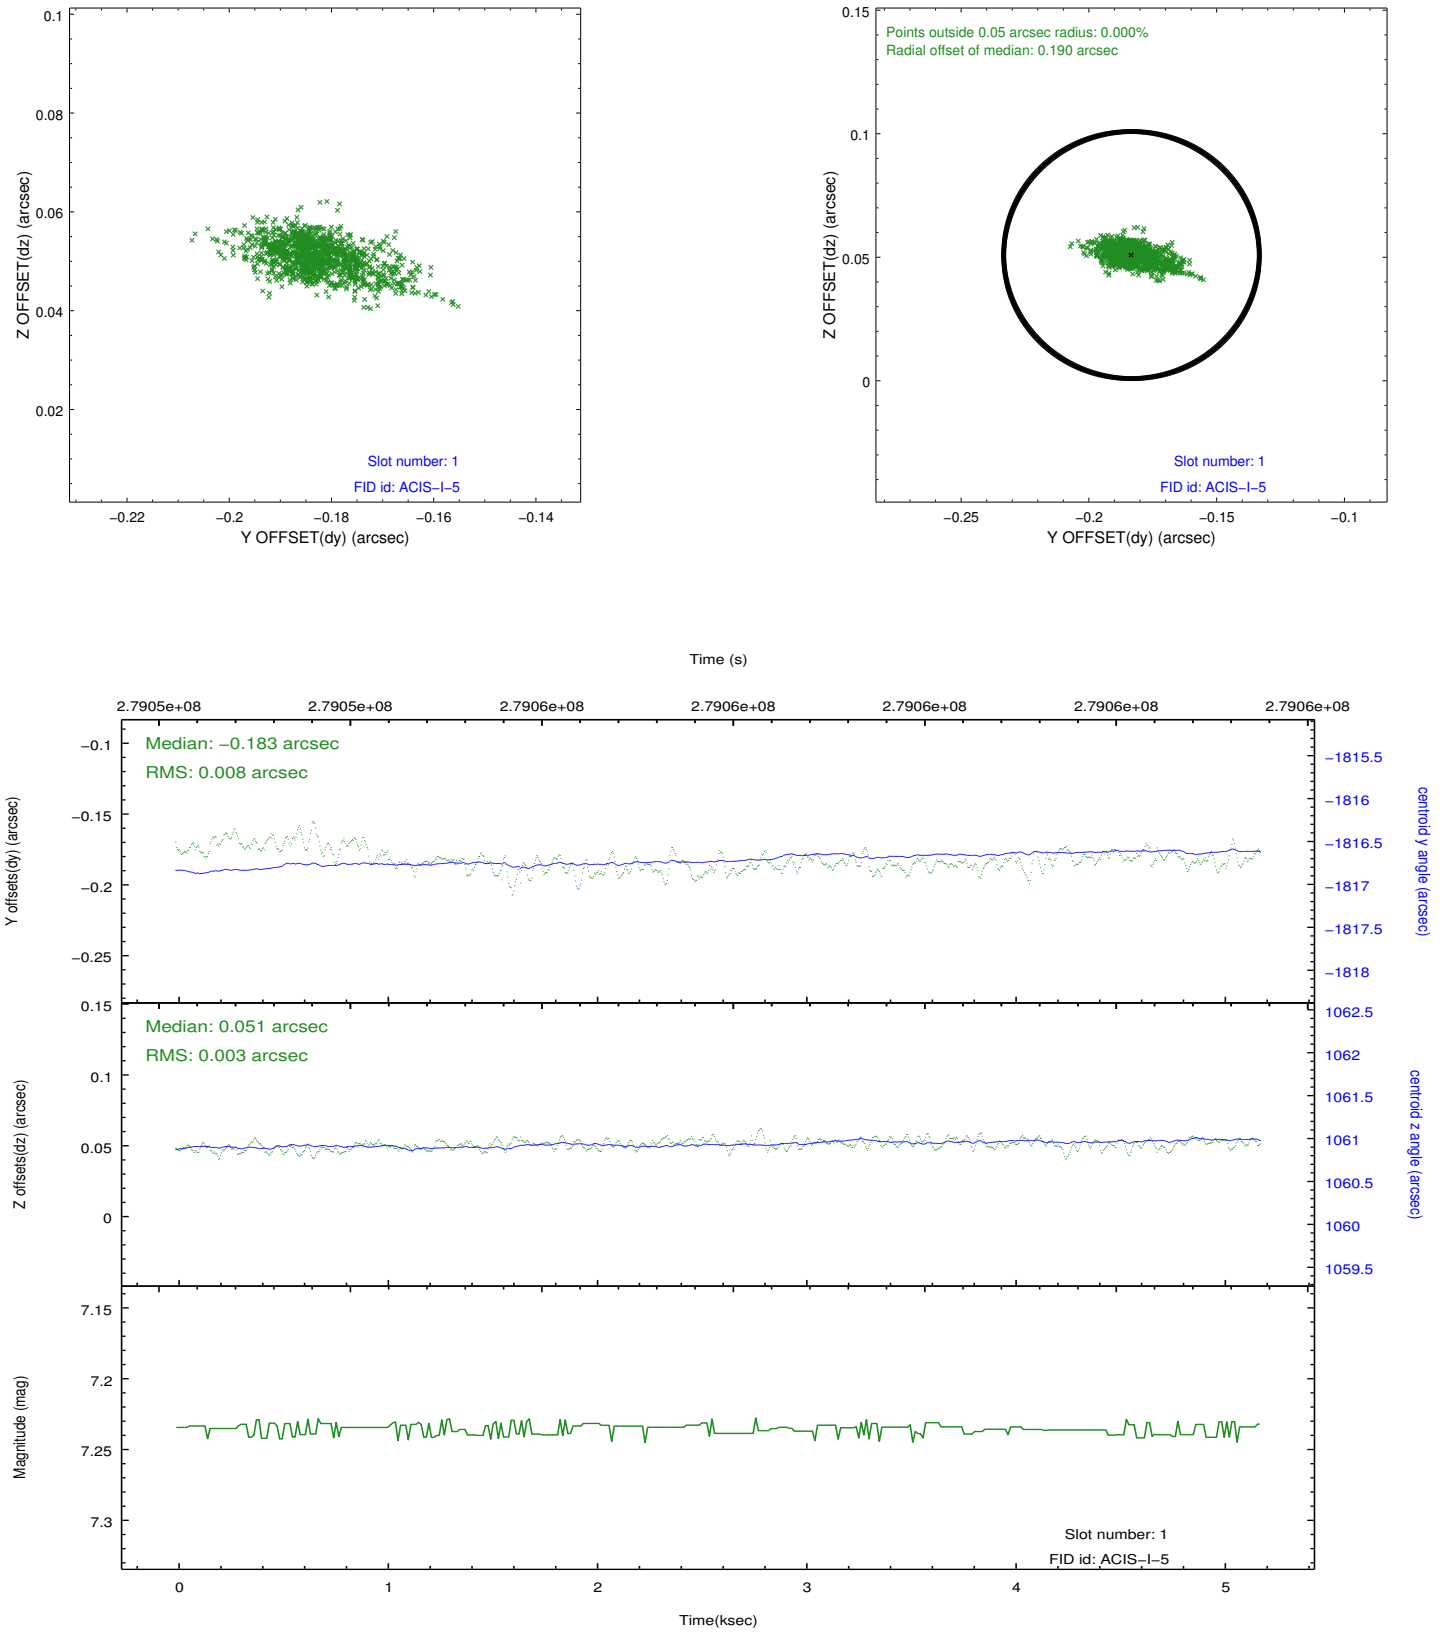 0.1
0.08
0.06
0.04
0.02
Z OFFSET(dz) (arcsec)
Slot number: 1
FID id: ACIS−I−5
−0.22 −0.2 −0.18 −0.16 −0.14
Y OFFSET(dy) (arcsec)
Points outside 0.05 arcsec radius: 0.000%
Radial offset of median: 0.190 arcsec
0.15
0.1
0.05
0
Z OFFSET(dz) (arcsec)
Slot number: 1
FID id: ACIS−I−5
−0.25 −0.2 −0.15 −0.1
Y OFFSET(dy) (arcsec)
Time (s)
2.7905e+08 2.7905e+08 2.7906e+08 2.7906e+08 2.7906e+08 2.7906e+08 2.7906e+08
Median: −0.183 arcsec
RMS: 0.008 arcsec
−0.1
−0.15
−0.2
−0.25
Y offsets(dy) (arcsec)
−1815.5
−1816
−1816.5
−1817
−1817.5
−1818
centroid y angle (arcsec)
Median: 0.051 arcsec
RMS: 0.003 arcsec
0.15
0.1
0.05
0
Z offsets(dz) (arcsec)
1062.5
1062
1061.5
1061
1060.5
1060
1059.5
centroid z angle (arcsec)
7.15
7.2
7.25
7.3
Magnitude (mag)
Slot number: 1
FID id: ACIS−I−5
0 1 2 3 4 5
Time(ksec)